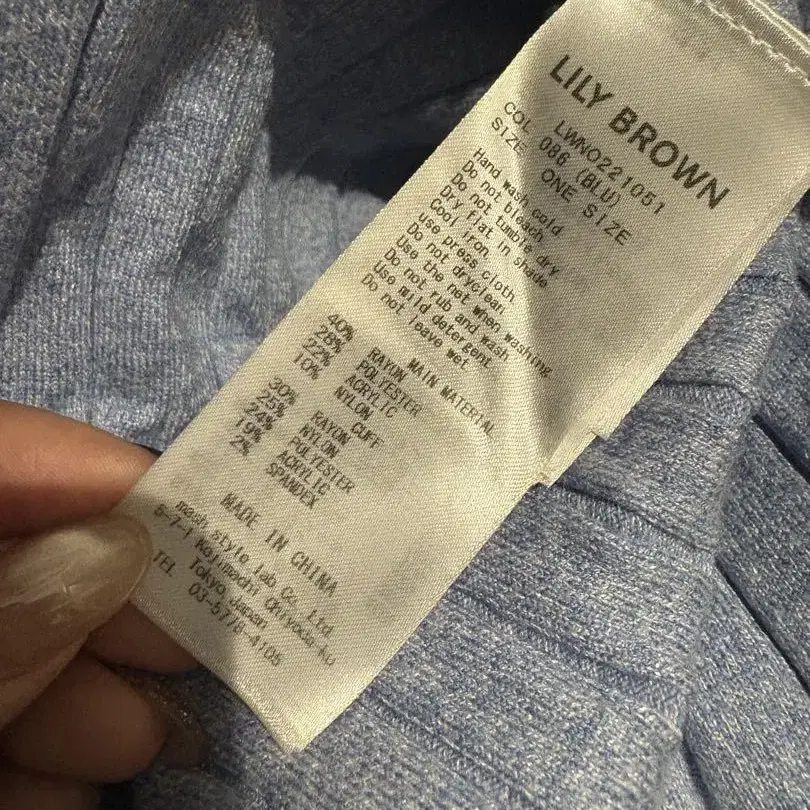 LILY BROWN
LWNO221051
COL 086 (BLU)
SIZE ONE SIZE
Hand wash cold
Do not bleach
Do not tumble dry
Dry flat in shade
Cool iron
use press cloth
Do not dryclean
Use the net when washing
Do not rub and wash
Use mild detergent
Do not leave wet
MAIN MATERIAL
40% RAYON
28% POLYESTER
22% ACRYLIC
10% NYLON
CUFF
30% RAYON
25% NYLON
24% POLYESTER
19% ACRYLIC
2% SPANDEX
MADE IN CHINA
mash style lab Co., Ltd
5-7-1 Kojimachi Chiyoda-ku
Tokyo, Japan
TEL 03-5778-4105